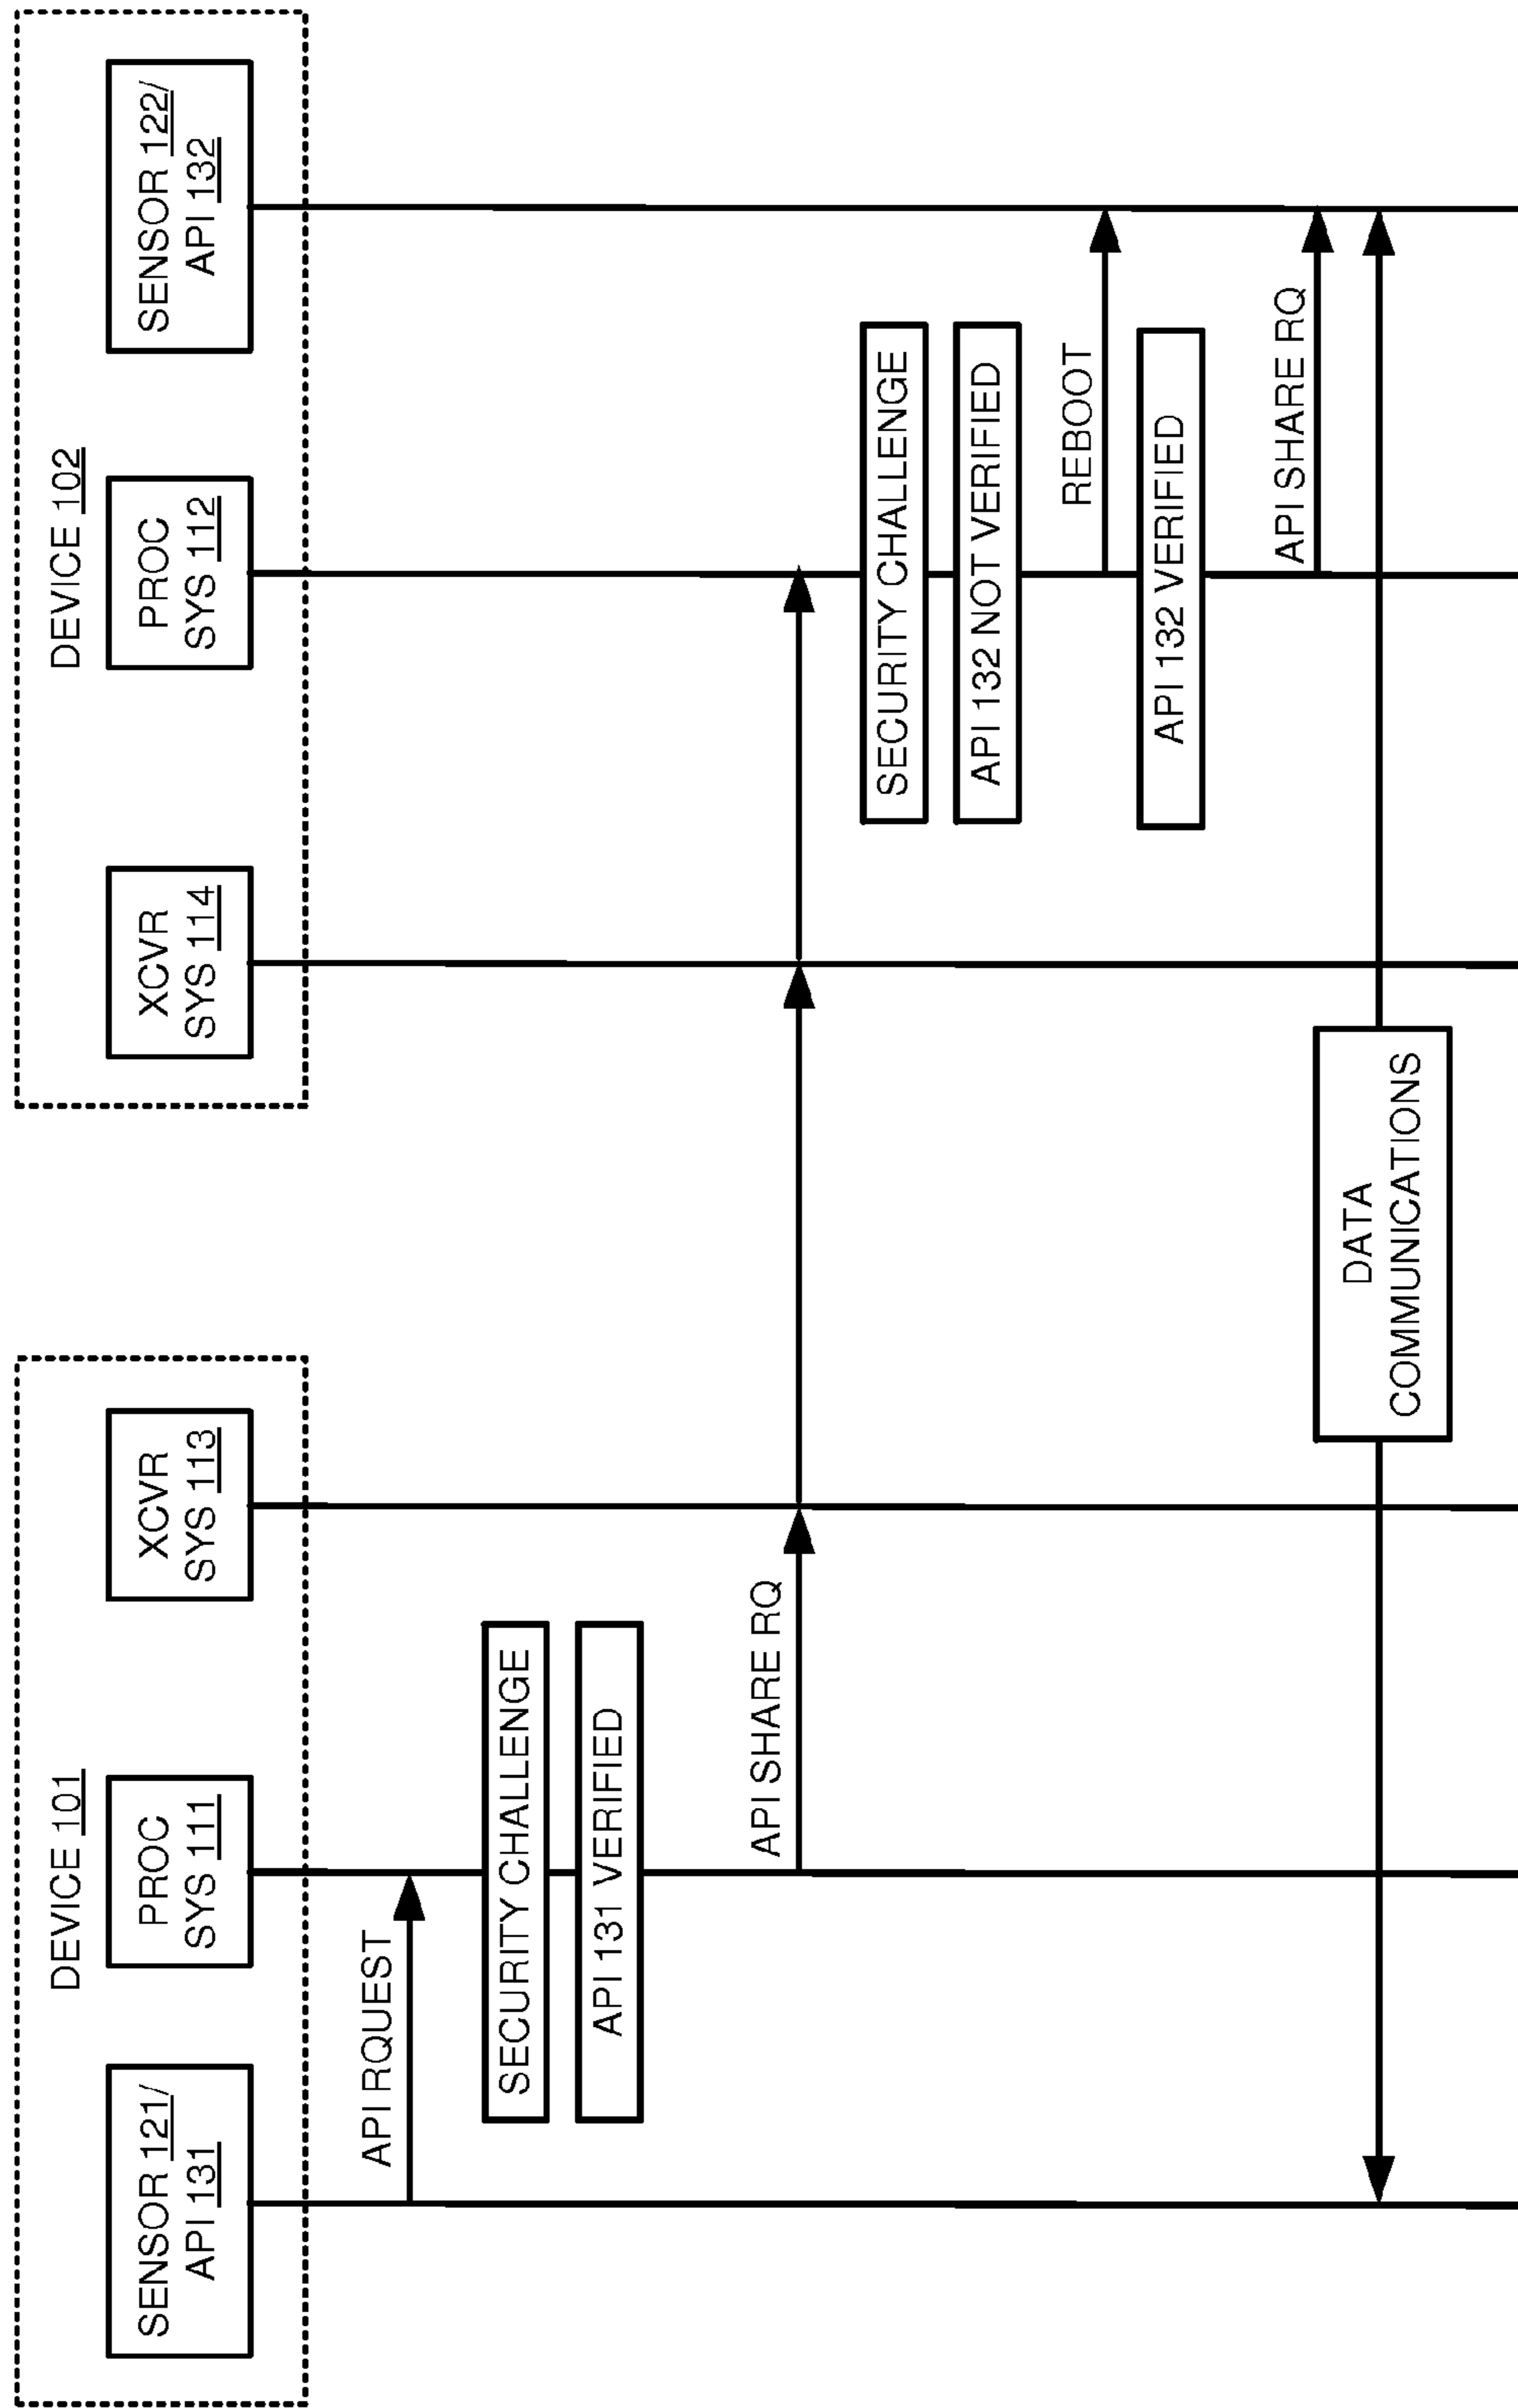 DEVICE 101
DEVICE 102
SENSOR 121/
API 131
PROC
SYS 111
XCVR
SYS 113
XCVR
SYS 114
PROC
SYS 112
SENSOR 122/
API 132
API RQUEST
SECURITY CHALLENGE
API 131 VERIFIED
API SHARE RQ
SECURITY CHALLENGE
API 132 NOT VERIFIED
REBOOT
API 132 VERIFIED
API SHARE RQ
DATA
COMMUNICATIONS